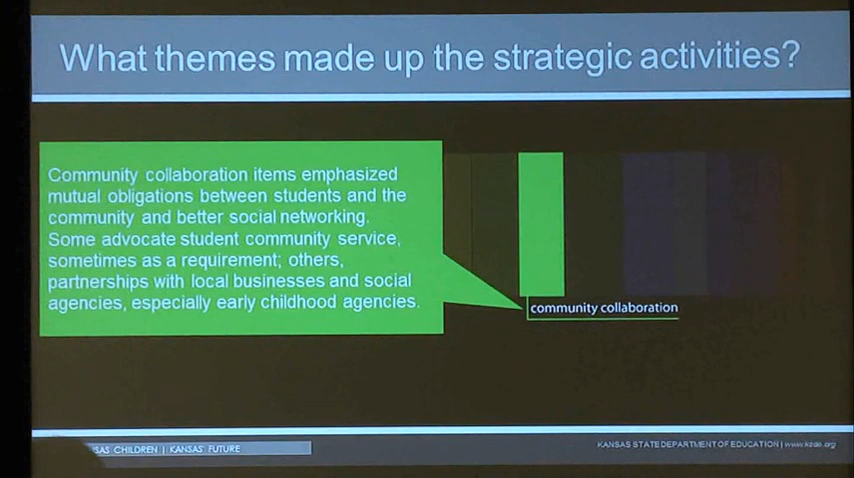 What themes made up the strategic activities?
Community collaboration items emphasized
mutual obligations between students and the
community and better social networking.
Some advocate student community service,
sometimes as a requirement; others,
partnerships with local businesses and social
agencies, especially early childhood agencies.
community collaboration
SAS CHILDREN | KANSAS' FUTURE
KANSAS STATE DEPARTMENT OF EDUCATION | www.ksde.org